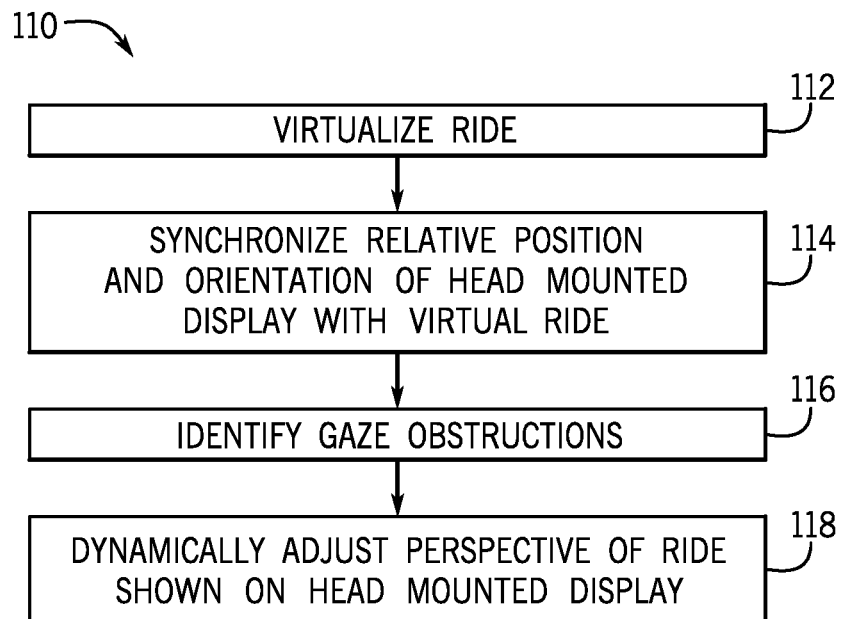 110
112
VIRTUALIZE RIDE
SYNCHRONIZE RELATIVE POSITION
AND ORIENTATION OF HEAD MOUNTED
DISPLAY WITH VIRTUAL RIDE
114
116
IDENTIFY GAZE OBSTRUCTIONS
118
DYNAMICALLY ADJUST PERSPECTIVE OF RIDE
SHOWN ON HEAD MOUNTED DISPLAY